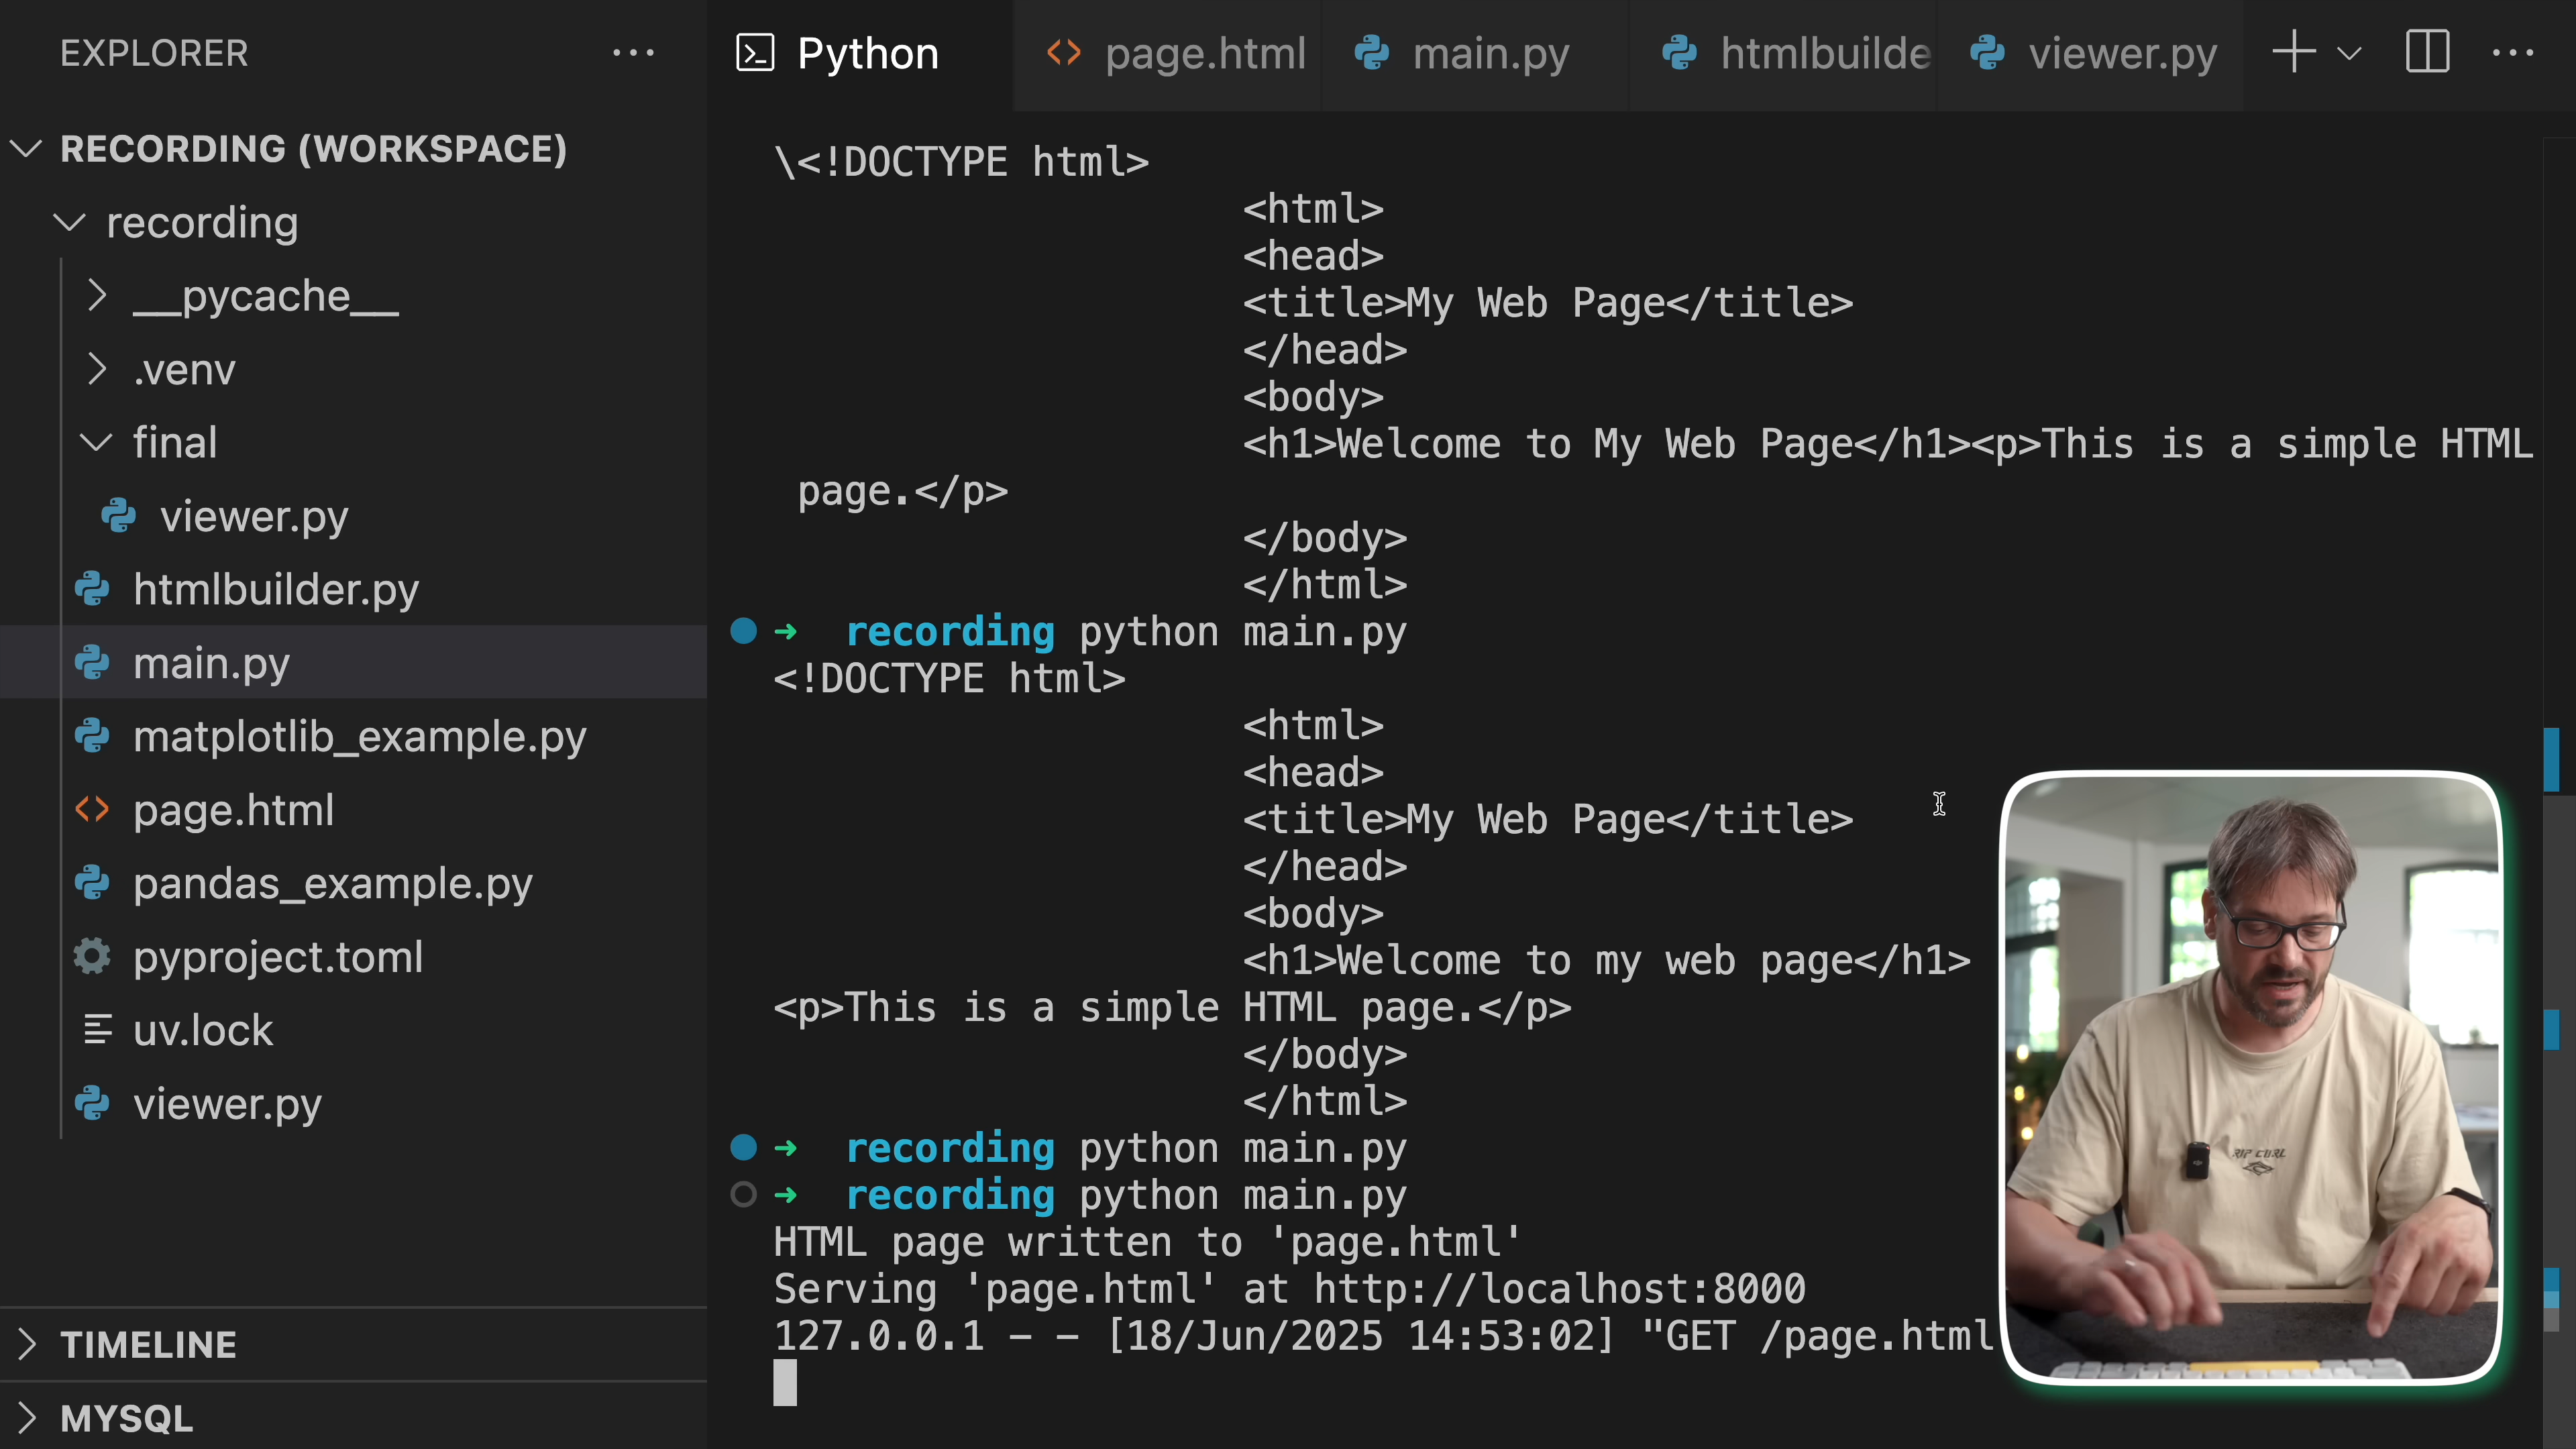 EXPLORER
RECORDING (WORKSPACE)
recording
__pycache__
.venv
final
viewer.py
htmlbuilder.py
main.py
matplotlib_example.py
page.html
pandas_example.py
pyproject.toml
uv.lock
viewer.py
TIMELINE
MYSQL
Python
page.html
main.py
htmlbuilde
viewer.py
\<!DOCTYPE html>
<html>
<head>
<title>My Web Page</title>
</head>
<body>
<h1>Welcome to My Web Page</h1><p>This is a simple HTML
page.</p>
</body>
</html>
➜ recording python main.py
<!DOCTYPE html>
<html>
<head>
<title>My Web Page</title>
</head>
<body>
<h1>Welcome to my web page</h1>
<p>This is a simple HTML page.</p>
</body>
</html>
➜ recording python main.py
➜ recording python main.py
HTML page written to 'page.html'
Serving 'page.html' at http://localhost:8000
127.0.0.1 - - [18/Jun/2025 14:53:02] "GET /page.html
RIP CURL